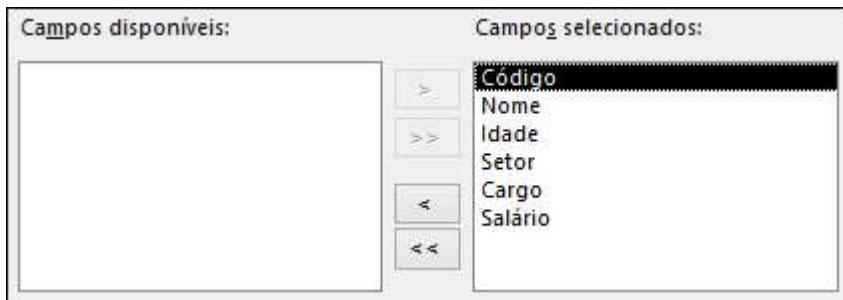 Campos disponíveis:
Campos selecionados:
>
>>
<
<<
Código
Nome
Idade
Setor
Cargo
Salário